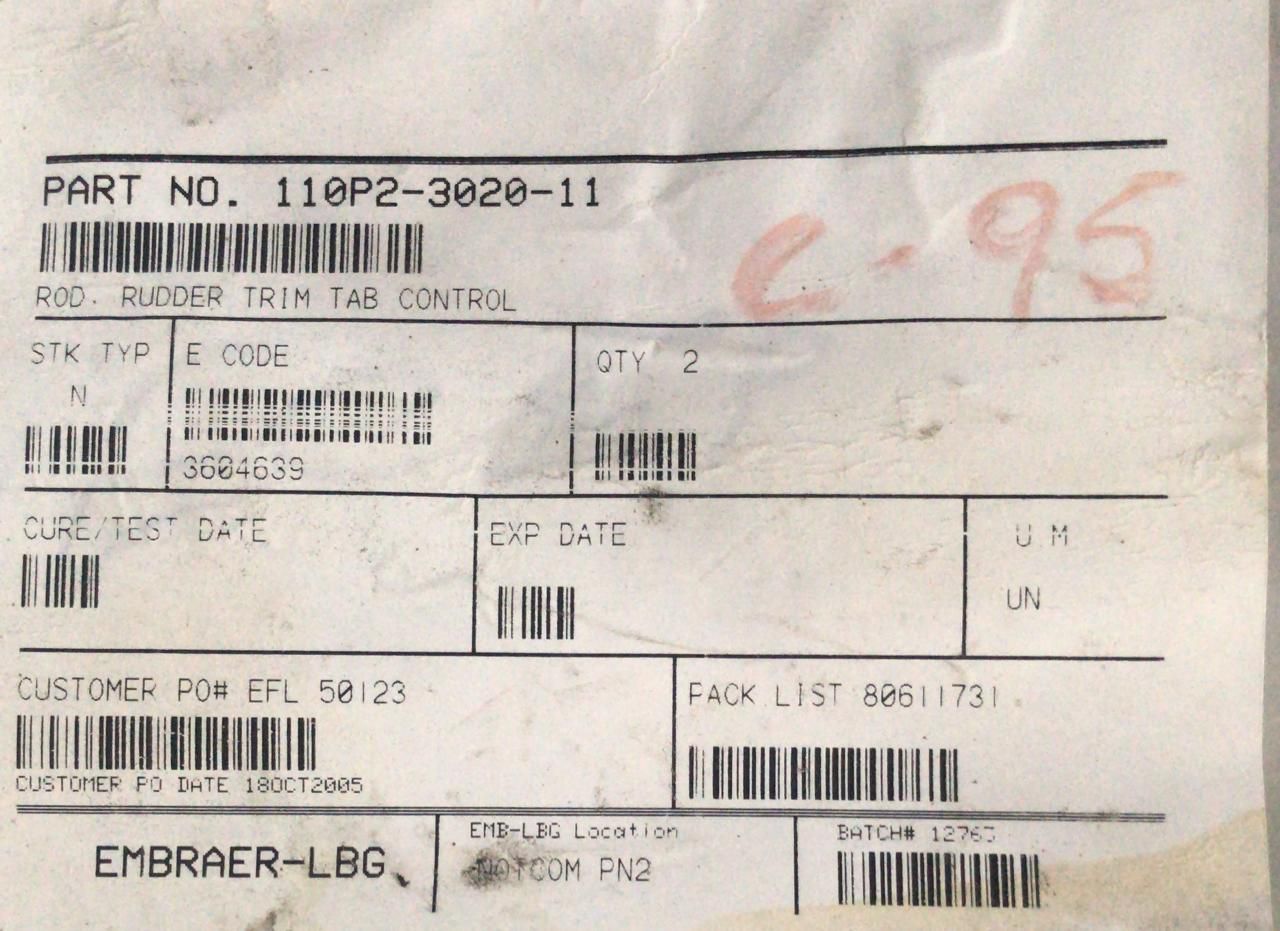 PART NO. 110P2-3020-11
C-95
ROD. RUDDER TRIM TAB CONTROL
STK TYP
N
E CODE
3604639
QTY 2
CURE/TEST DATE
EXP DATE
U M
UN
CUSTOMER PO# EFL 50123
CUSTOMER PO DATE 18OCT2005
PACK LIST 80611731
EMBRAER-LBG
EMB-LBG Location
NOTCOM PN2
BATCH#